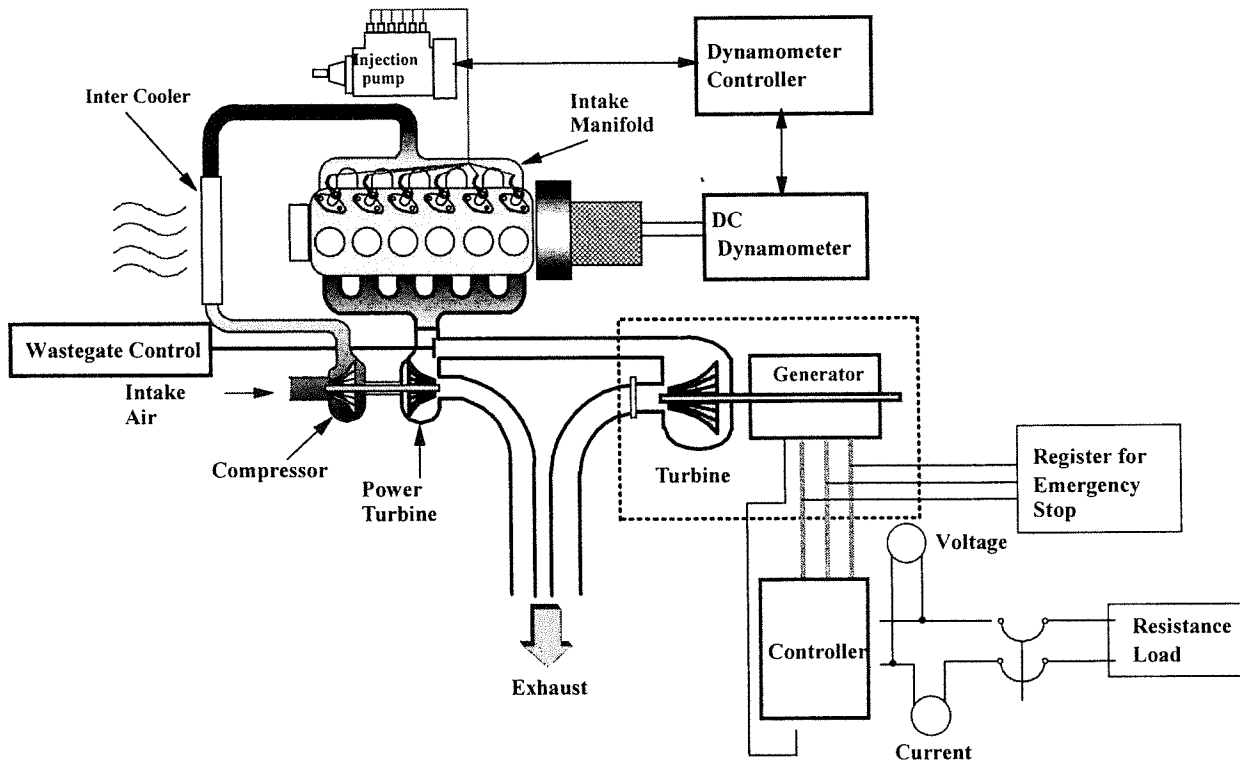 Injection
pump
Dynamometer
Controller
Inter Cooler
Intake
Manifold
DC
Dynamometer
Wastegate Control
Intake
Air
Compressor
Power
Turbine
Turbine
Generator
Register for
Emergency
Stop
Voltage
Controller
Resistance
Load
Exhaust
Current